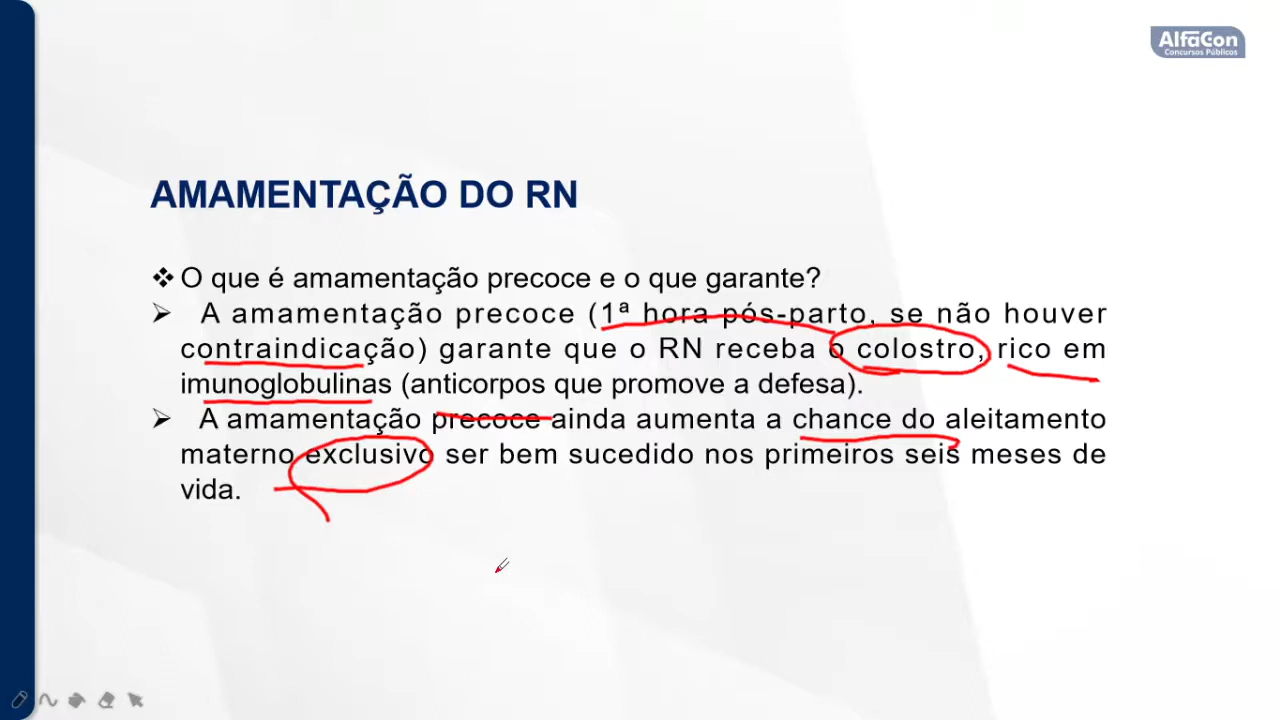 AlfaCon
Concursos Públicos
AMAMENTAÇÃO DO RN
❖ O que é amamentação precoce e o que garante?
➢ A amamentação precoce (1ª hora pós-parto, se não houver
contraindicação) garante que o RN receba o colostro, rico em
imunoglobulinas (anticorpos que promove a defesa).
➢ A amamentação precoce ainda aumenta a chance do aleitamento
materno exclusivo ser bem sucedido nos primeiros seis meses de
vida.